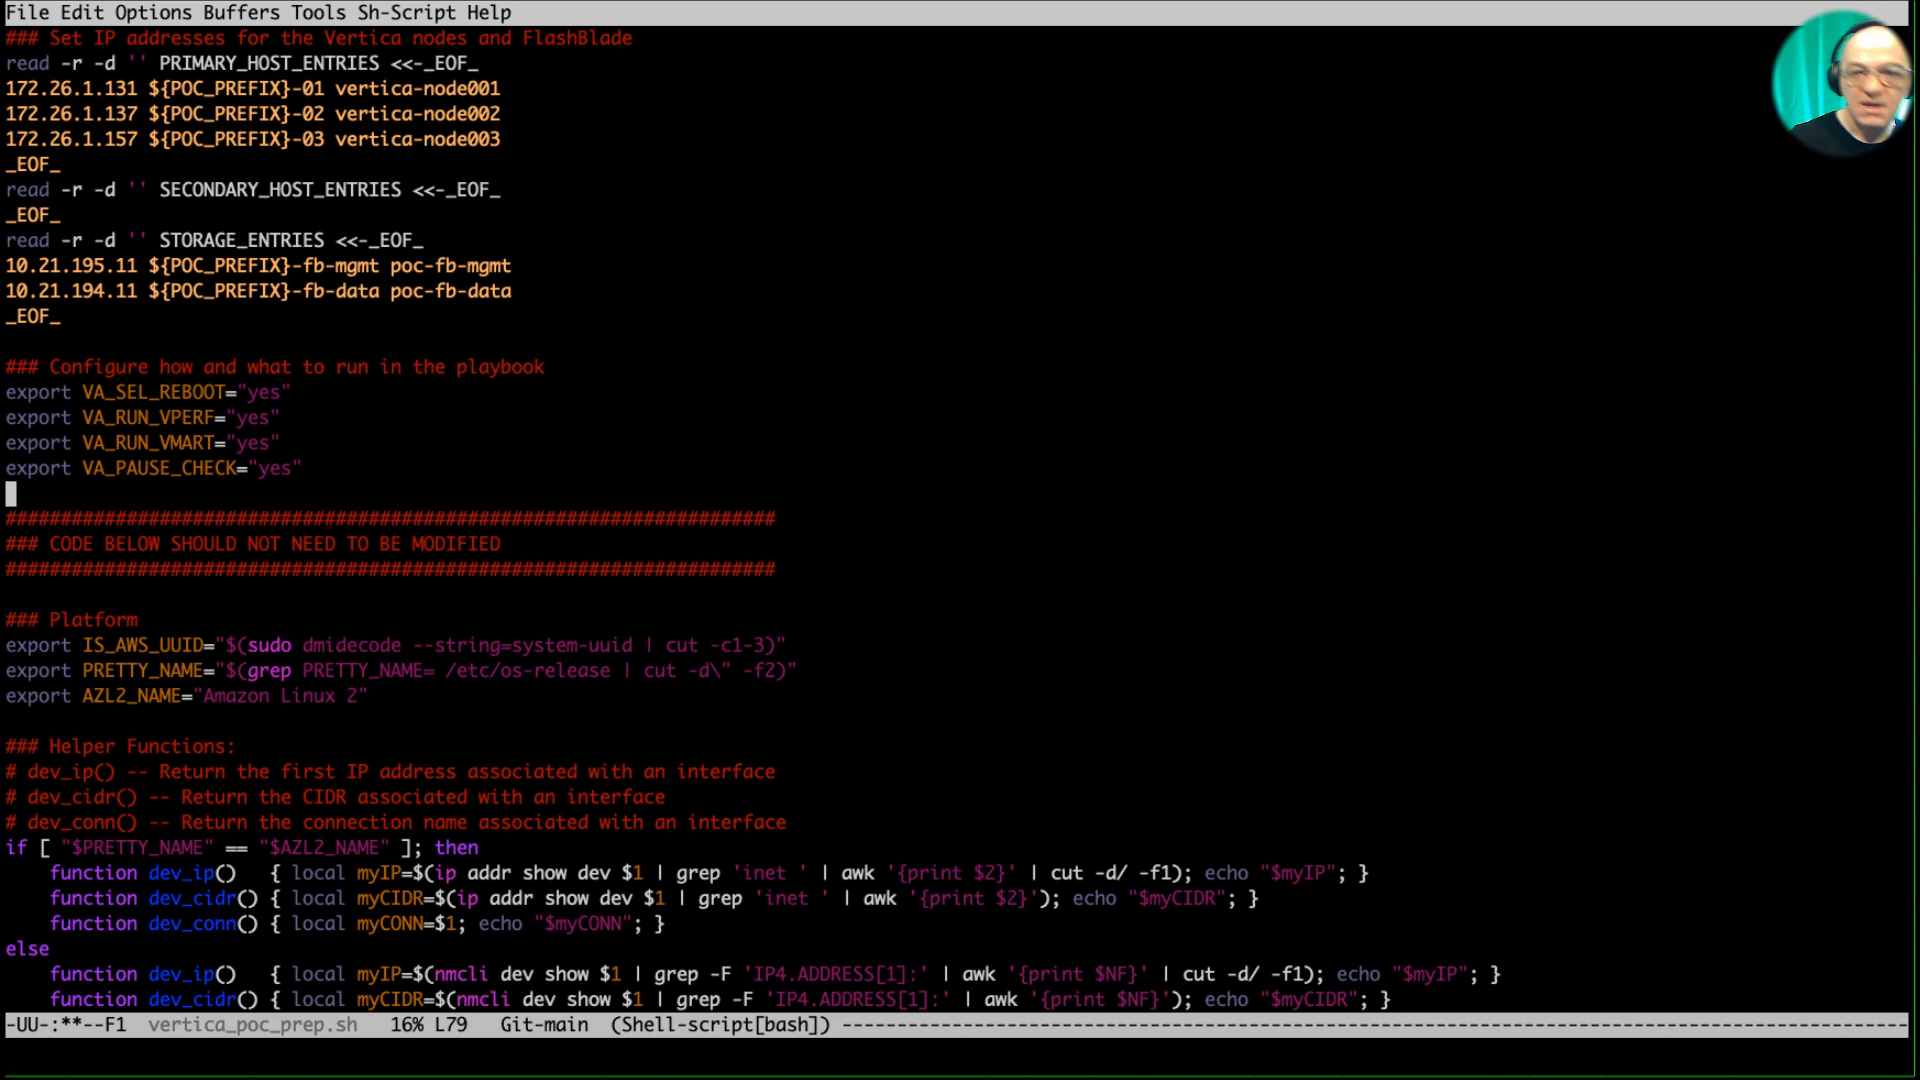 File Edit Options Buffers Tools Sh-Script Help
### Set IP addresses for the Vertica nodes and FlashBlade
read -r -d '' PRIMARY_HOST_ENTRIES <<-_EOF_
172.26.1.131 ${POC_PREFIX}-01 vertica-node001
172.26.1.137 ${POC_PREFIX}-02 vertica-node002
172.26.1.157 ${POC_PREFIX}-03 vertica-node003
_EOF_
read -r -d '' SECONDARY_HOST_ENTRIES <<-_EOF_
_EOF_
read -r -d '' STORAGE_ENTRIES <<-_EOF_
10.21.195.11 ${POC_PREFIX}-fb-mgmt poc-fb-mgmt
10.21.194.11 ${POC_PREFIX}-fb-data poc-fb-data
_EOF_
### Configure how and what to run in the playbook
export VA_SEL_REBOOT="yes"
export VA_RUN_VPERF="yes"
export VA_RUN_VMART="yes"
export VA_PAUSE_CHECK="yes"
######################################################################
### CODE BELOW SHOULD NOT NEED TO BE MODIFIED
######################################################################
### Platform
export IS_AWS_UUID="$(sudo dmidecode --string=system-uuid | cut -c1-3)"
export PRETTY_NAME="$(grep PRETTY_NAME= /etc/os-release | cut -d\" -f2)"
export AZL2_NAME="Amazon Linux 2"
### Helper Functions:
# dev_ip() -- Return the first IP address associated with an interface
# dev_cidr() -- Return the CIDR associated with an interface
# dev_conn() -- Return the connection name associated with an interface
if [ "$PRETTY_NAME" == "$AZL2_NAME" ]; then
    function dev_ip()   { local myIP=$(ip addr show dev $1 | grep 'inet ' | awk '{print $2}' | cut -d/ -f1); echo "$myIP"; }
    function dev_cidr() { local myCIDR=$(ip addr show dev $1 | grep 'inet ' | awk '{print $2}'); echo "$myCIDR"; }
    function dev_conn() { local myCONN=$1; echo "$myCONN"; }
else
    function dev_ip()   { local myIP=$(nmcli dev show $1 | grep -F 'IP4.ADDRESS[1]:' | awk '{print $NF}' | cut -d/ -f1); echo "$myIP"; }
    function dev_cidr() { local myCIDR=$(nmcli dev show $1 | grep -F 'IP4.ADDRESS[1]:' | awk '{print $NF}'); echo "$myCIDR"; }
-UU-:**--F1  vertica_poc_prep.sh   16% L79   Git-main  (Shell-script[bash]) -------------------------------------------------------------------------------------------------